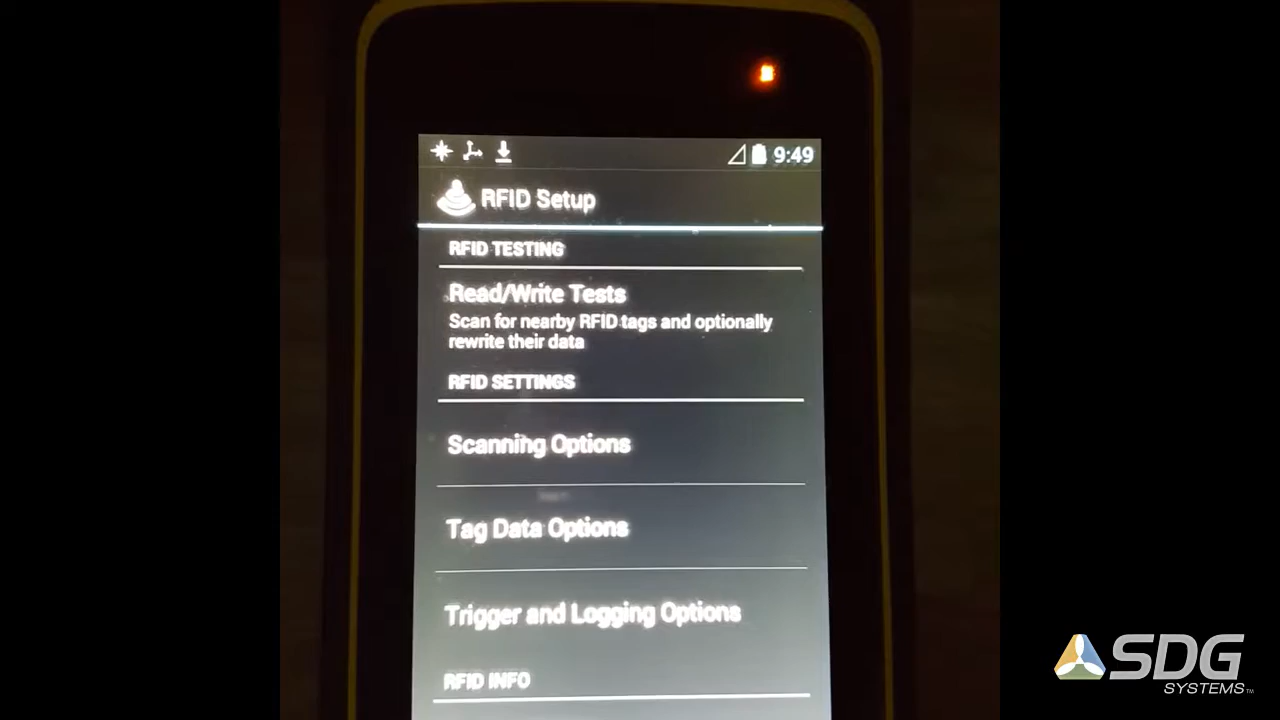 9:49
RFID Setup
RFID TESTING
Read/Write Tests
Scan for nearby RFID tags and optionally
rewrite their data
RFID SETTINGS
Scanning Options
Tag Data Options
Trigger and Logging Options
RFID INFO
SDG
SYSTEMS™